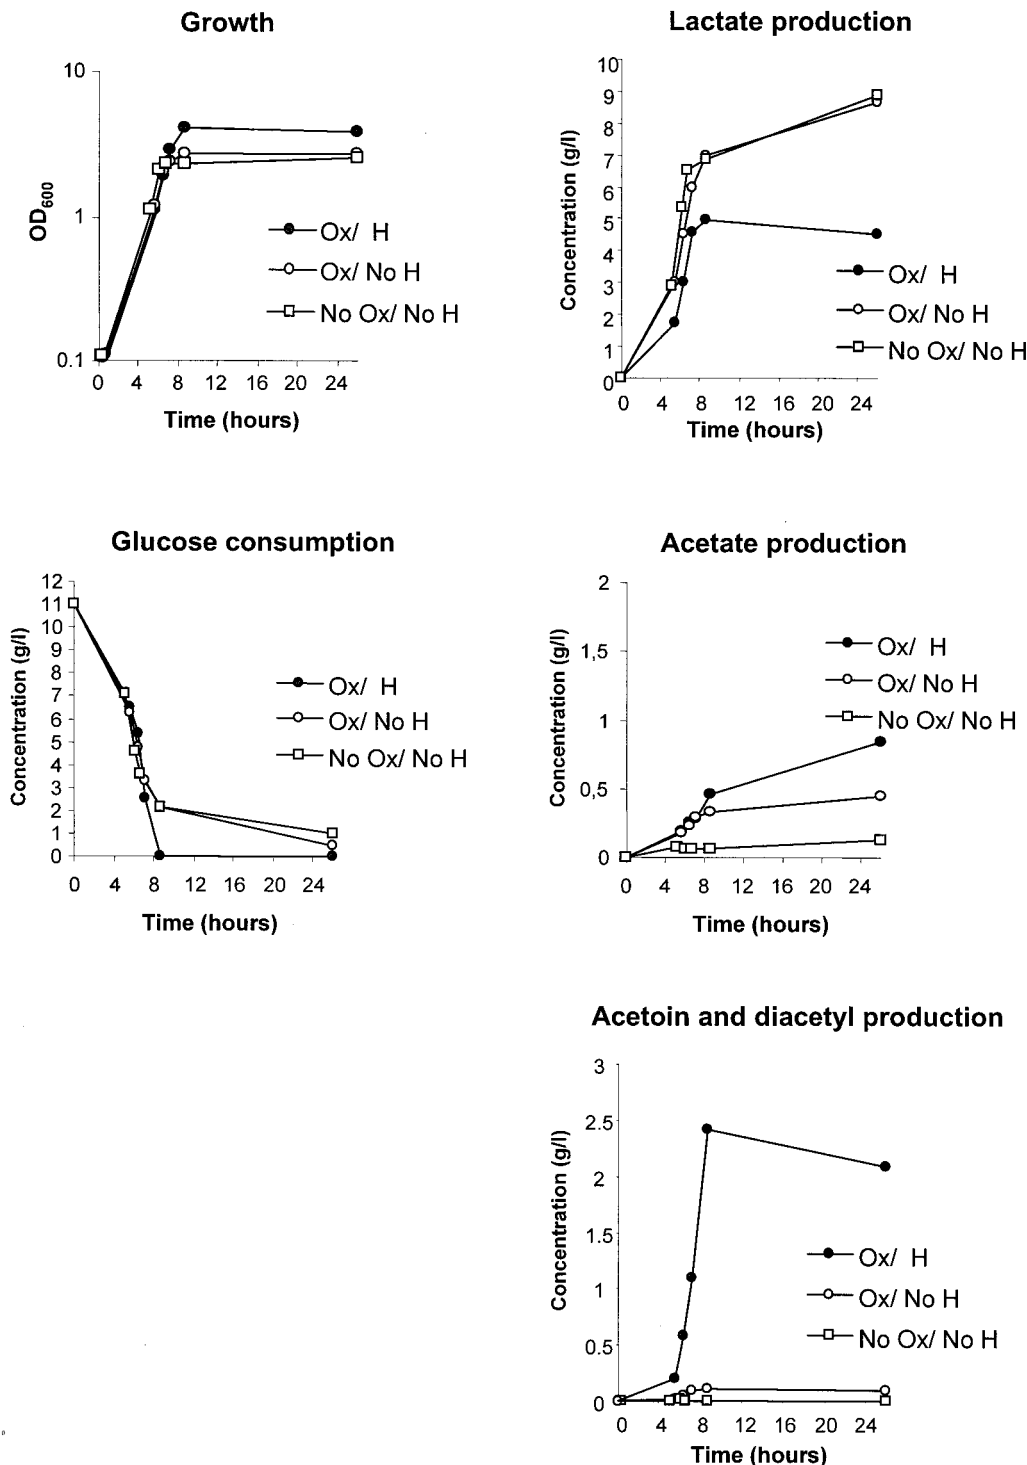 Growth
10
1
0.1
OD600
0 4 8 12 16 20 24
Time (hours)
Ox/ H
Ox/ No H
No Ox/ No H
Lactate production
10
9
8
7
6
5
4
3
2
1
0
Concentration (g/l)
0 4 8 12 16 20 24
Time (hours)
Ox/ H
Ox/ No H
No Ox/ No H
Glucose consumption
12
11
10
9
8
7
6
5
4
3
2
1
0
Concentration (g/l)
0 4 8 12 16 20 24
Time (hours)
Ox/ H
Ox/ No H
No Ox/ No H
Acetate production
2
1,5
1
0,5
0
Concentration (g/l)
0 4 8 12 16 20 24
Time (hours)
Ox/ H
Ox/ No H
No Ox/ No H
Acetoin and diacetyl production
3
2.5
2
1.5
1
0.5
0
Concentration (g/l)
0 4 8 12 16 20 24
Time (hours)
Ox/ H
Ox/ No H
No Ox/ No H